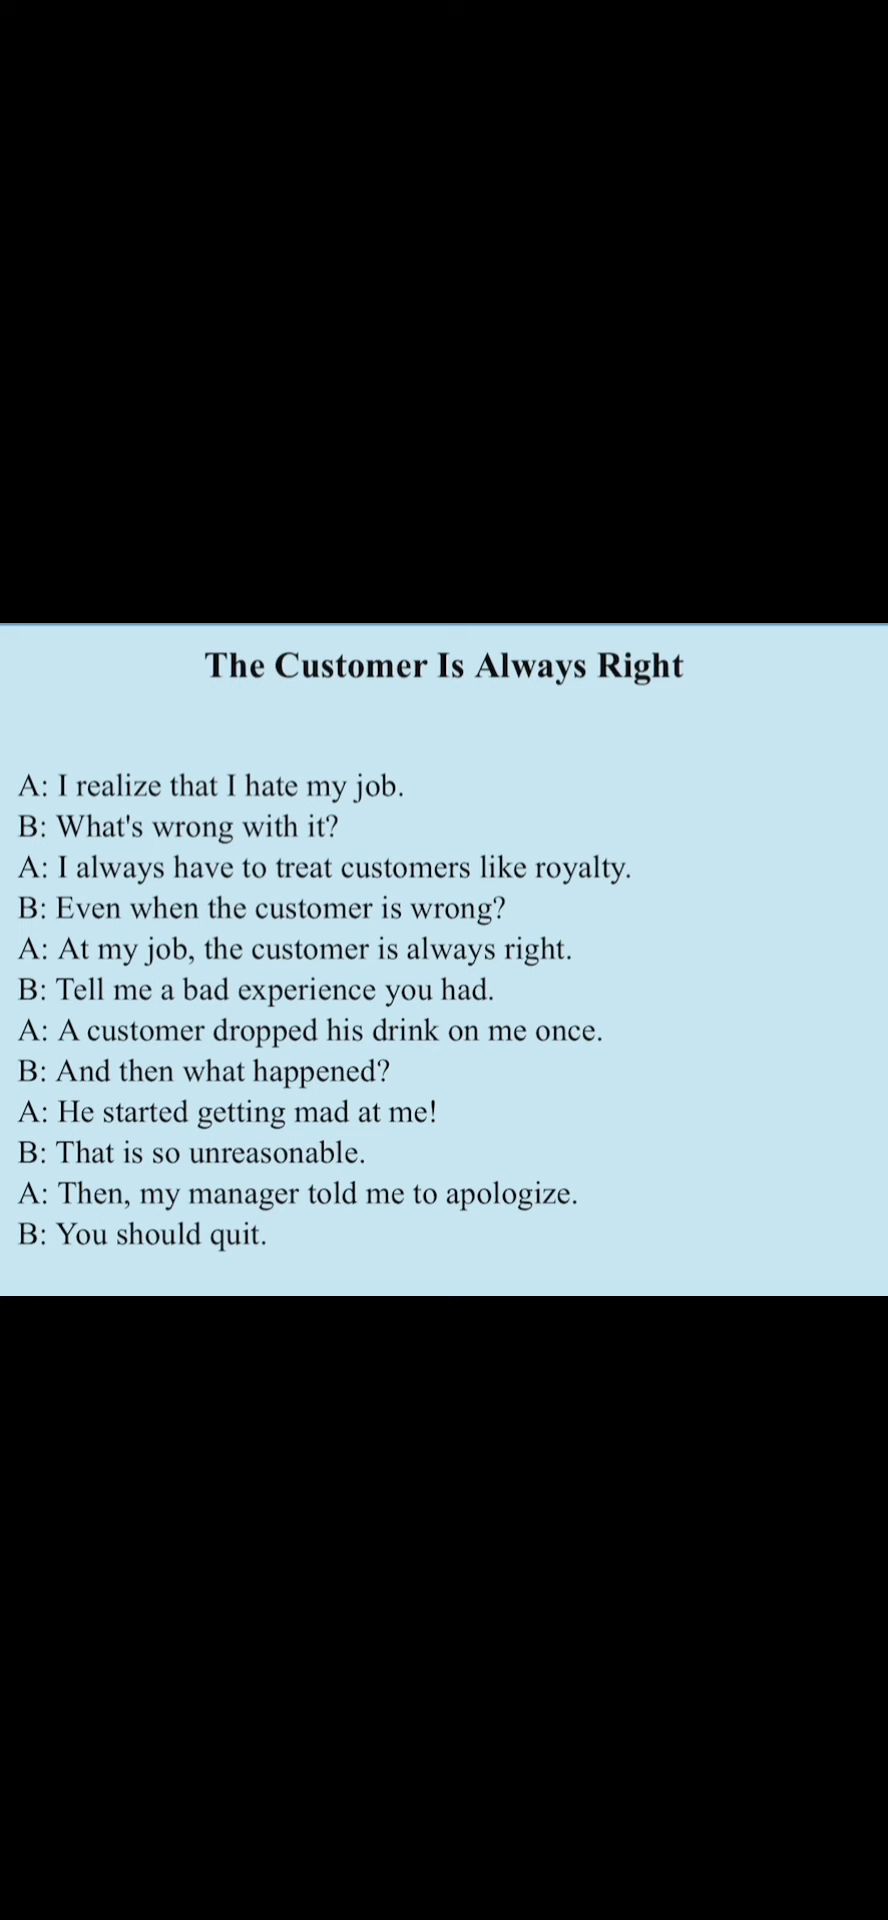 The Customer Is Always Right
A: I realize that I hate my job.
B: What's wrong with it?
A: I always have to treat customers like royalty.
B: Even when the customer is wrong?
A: At my job, the customer is always right.
B: Tell me a bad experience you had.
A: A customer dropped his drink on me once.
B: And then what happened?
A: He started getting mad at me!
B: That is so unreasonable.
A: Then, my manager told me to apologize.
B: You should quit.